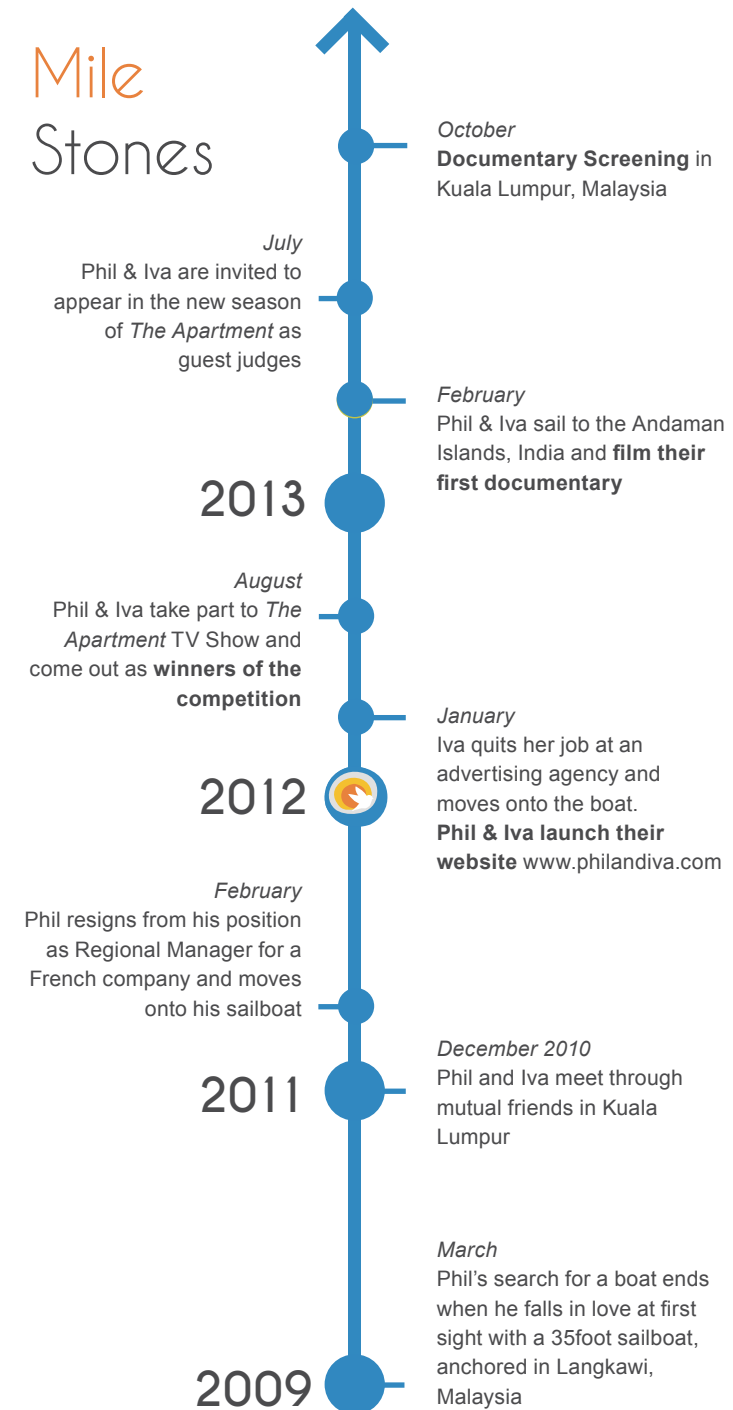 Mile
Stones
October
Documentary Screening in
Kuala Lumpur, Malaysia
July
Phil & Iva are invited to
appear in the new season
of The Apartment as
guest judges
February
Phil & Iva sail to the Andaman
Islands, India and film their
first documentary
2013
August
Phil & Iva take part to The
Apartment TV Show and
come out as winners of the
competition
January
Iva quits her job at an
advertising agency and
moves onto the boat.
Phil & Iva launch their
website www.philandiva.com
2012
February
Phil resigns from his position
as Regional Manager for a
French company and moves
onto his sailboat
December 2010
Phil and Iva meet through
mutual friends in Kuala
Lumpur
2011
March
Phil’s search for a boat ends
when he falls in love at first
sight with a 35foot sailboat,
anchored in Langkawi,
Malaysia
2009